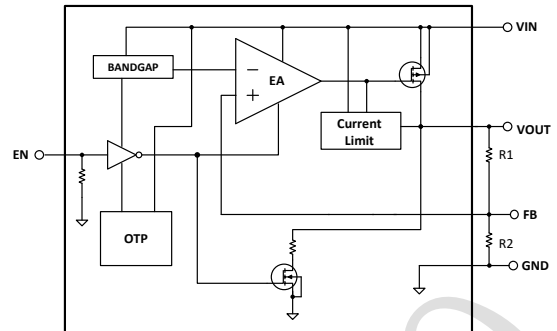 VIN
BANDGAP
−
EA
+
Current
Limit
VOUT
EN
R1
FB
OTP
R2
GND